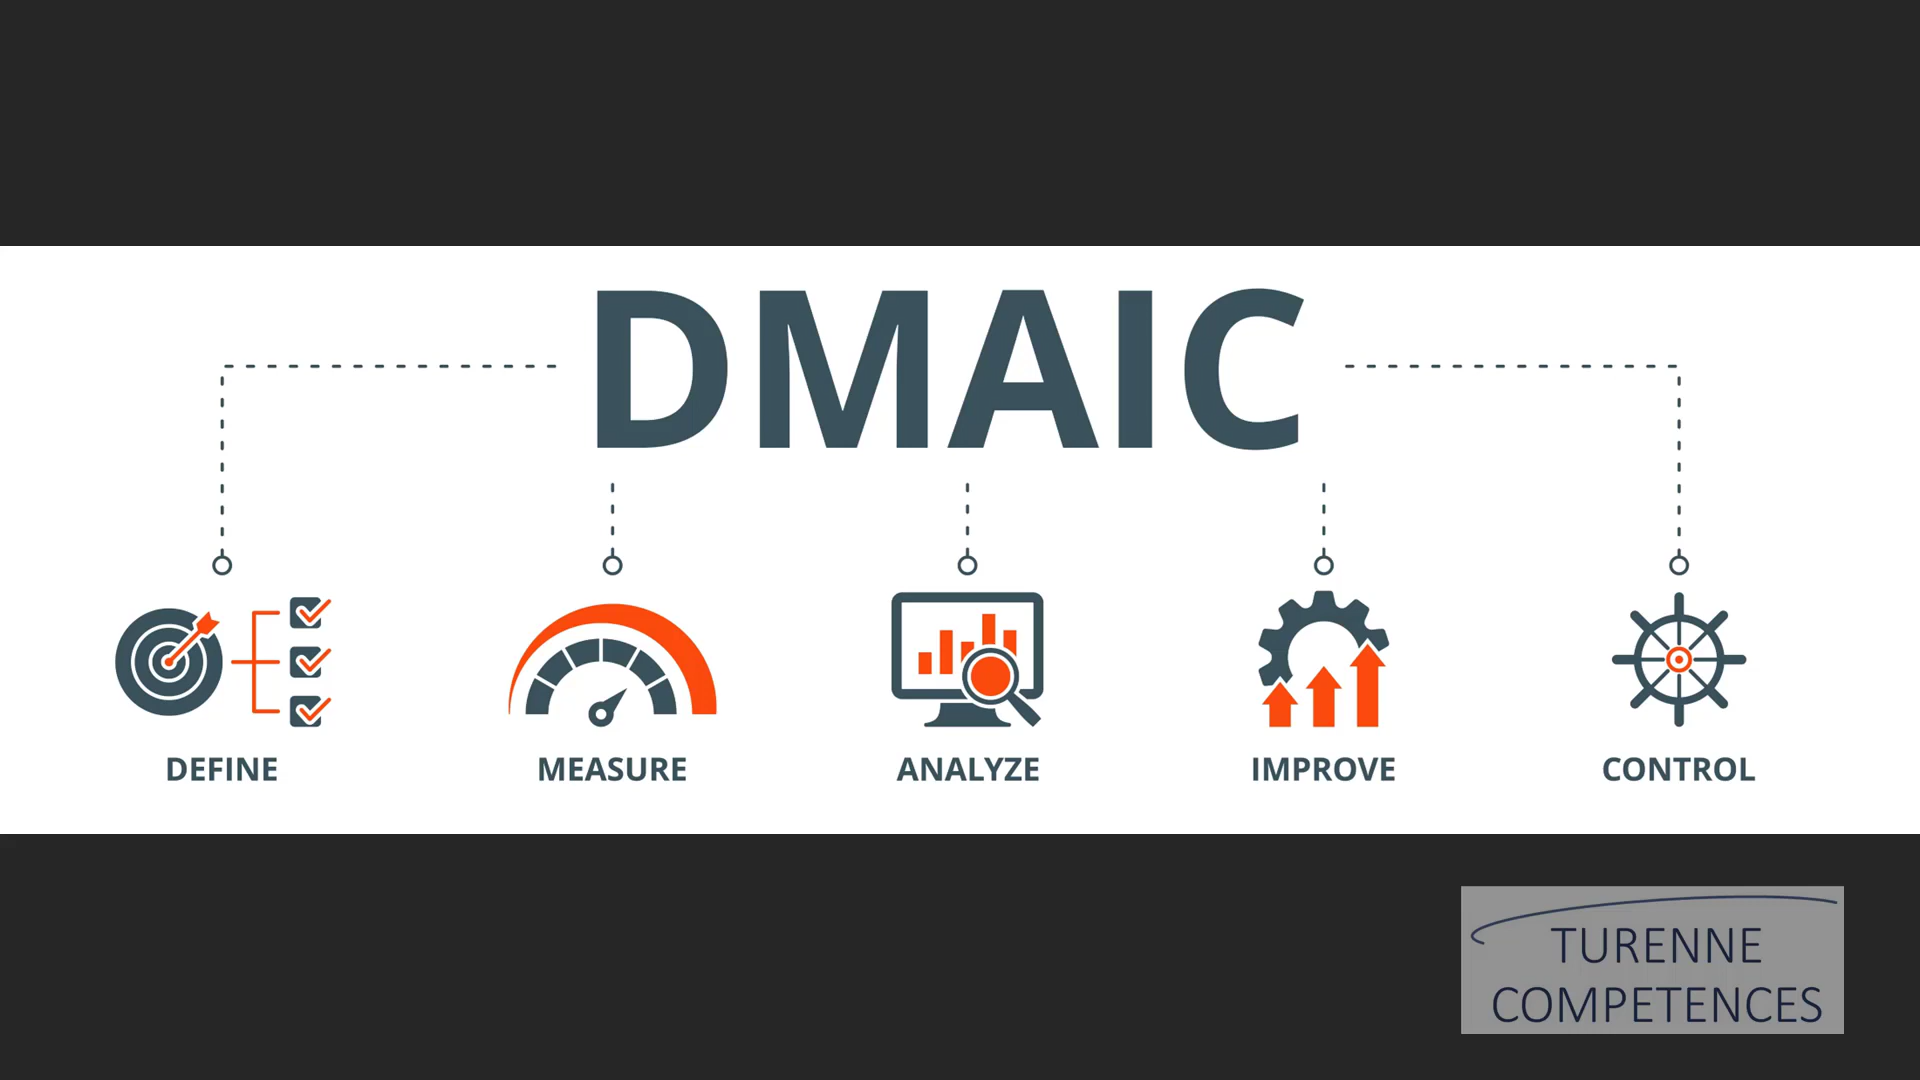 DMAIC
DEFINE
MEASURE
ANALYZE
IMPROVE
CONTROL
TURENNE
COMPETENCES